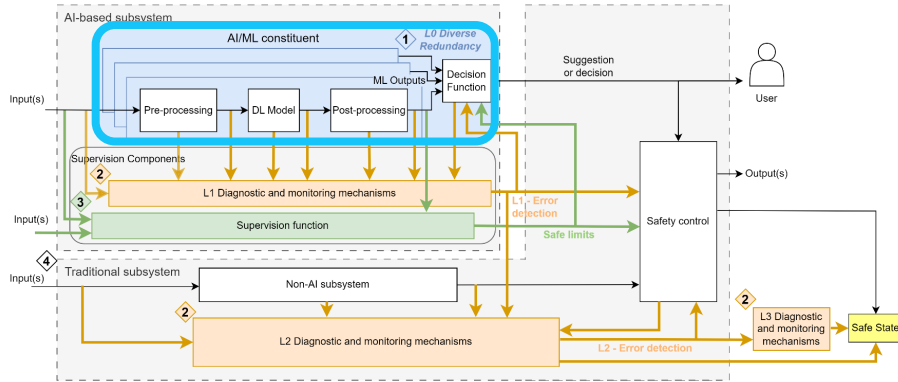 AI-based subsystem
AI/ML constituent
1
L0 Diverse
Redundancy
ML Outputs
Decision
Function
Suggestion
or decision
User
Input(s)
Pre-processing
DL Model
Post-processing
Supervision Components
2
L1 Diagnostic and monitoring mechanisms
L1 - Error
detection
Output(s)
3
Input(s)
Supervision function
Safe limits
Safety control
4
Traditional subsystem
Input(s)
Non-AI subsystem
2
L2 Diagnostic and monitoring mechanisms
L2 - Error detection
2
L3 Diagnostic
and monitoring
mechanisms
Safe State